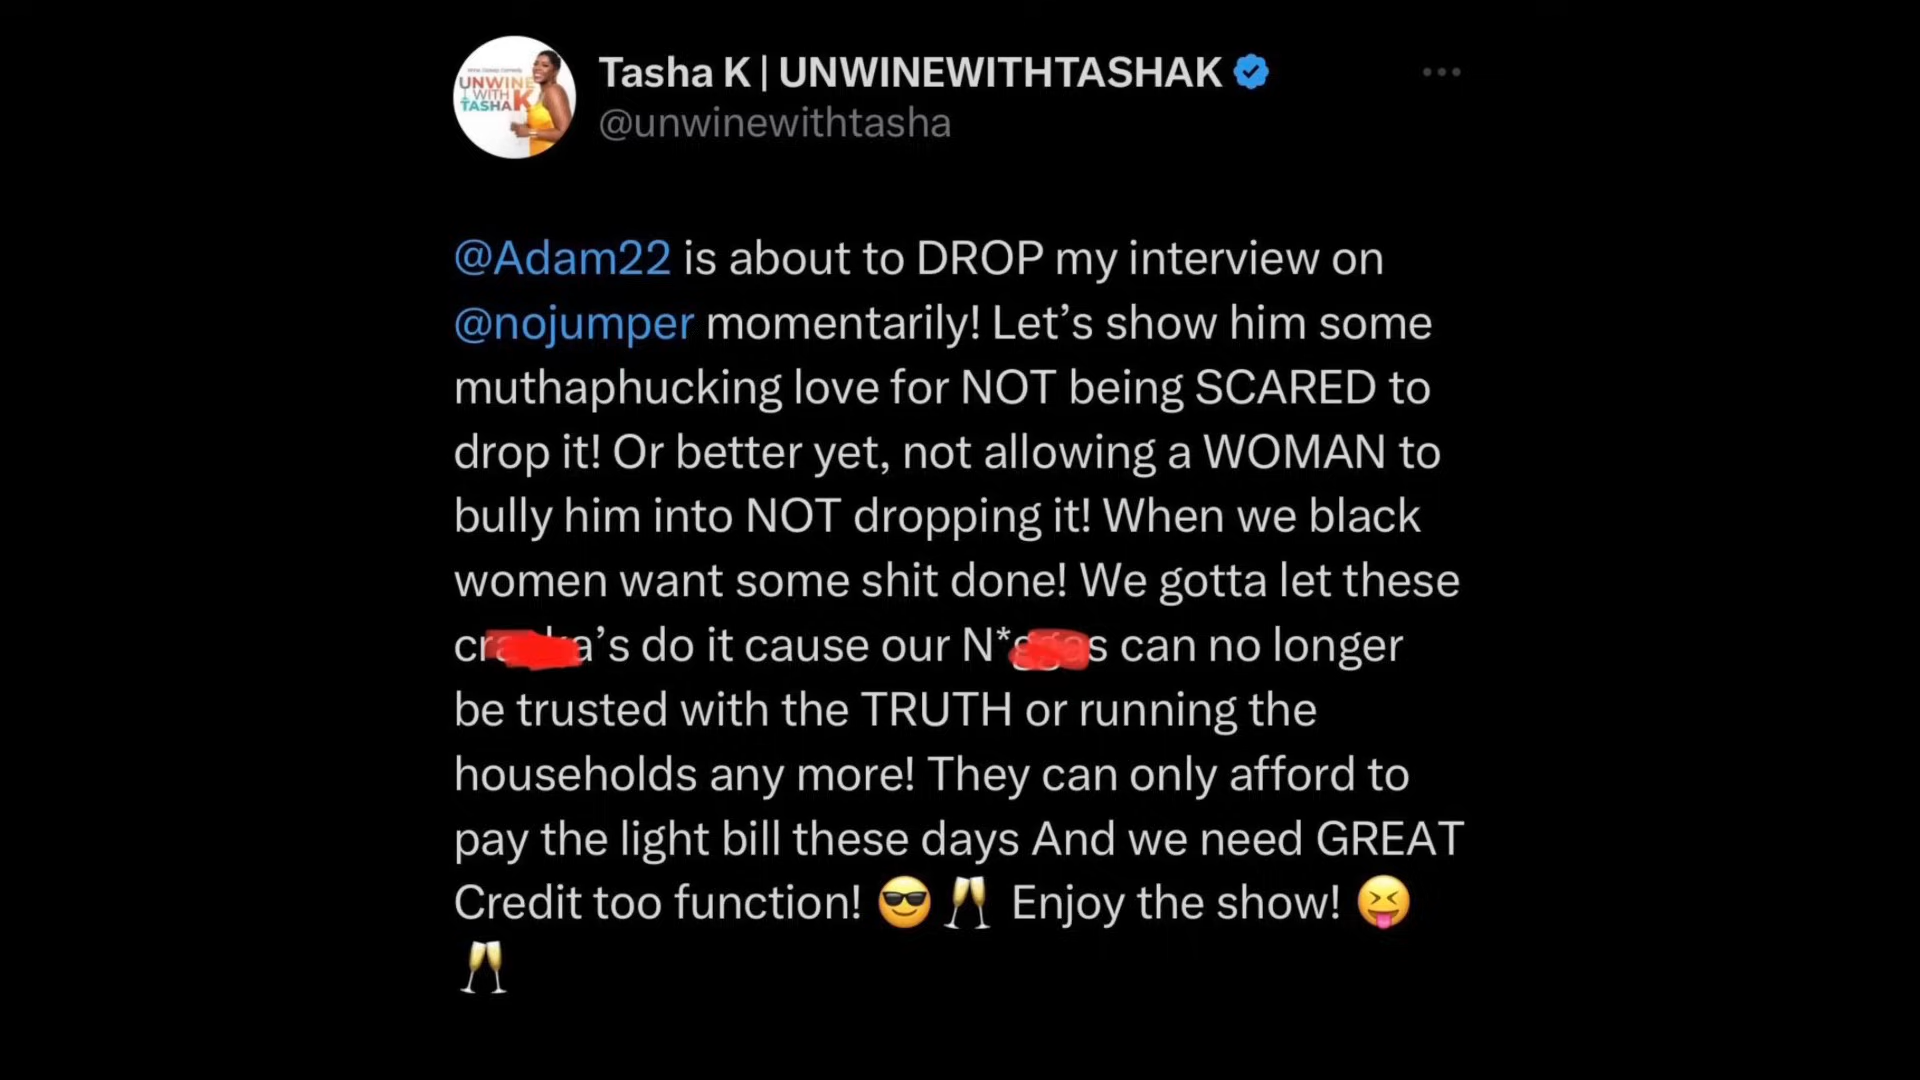 UNWINE
WITH
TASHA K
Tasha K | UNWINEWITHTASHAK
@unwinewithtasha
@Adam22 is about to DROP my interview on
@nojumper momentarily! Let’s show him some
muthaphucking love for NOT being SCARED to
drop it! Or better yet, not allowing a WOMAN to
bully him into NOT dropping it! When we black
women want some shit done! We gotta let these
do it cause our can no longer
be trusted with the TRUTH or running the
households any more! They can only afford to
pay the light bill these days And we need GREAT
Credit too function! 😎🥂 Enjoy the show! 😝
🥂